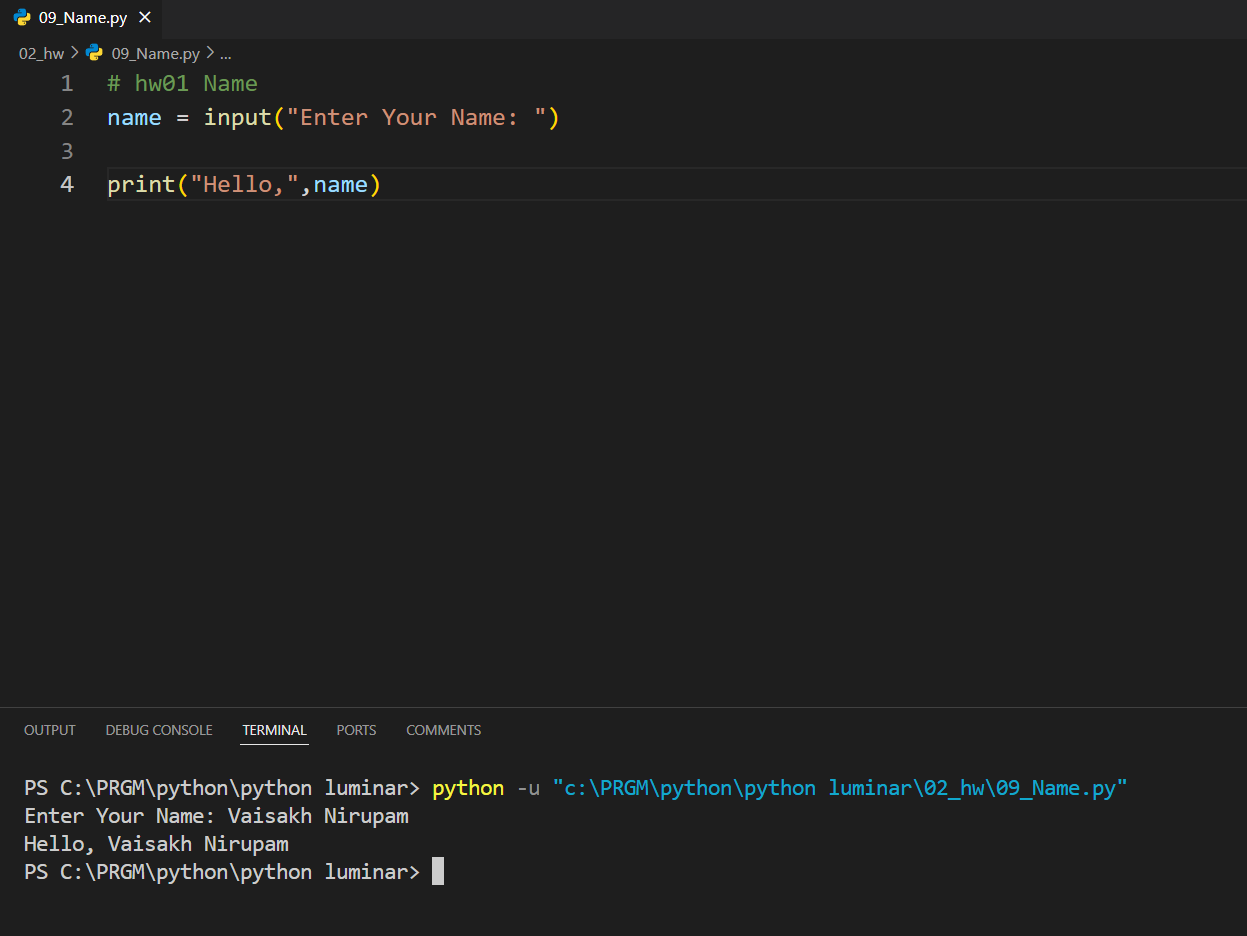 09_Name.py
02_hw > 09_Name.py > ...
1 # hw01 Name
2 name = input("Enter Your Name: ")
3
4 print("Hello,",name)
OUTPUT DEBUG CONSOLE TERMINAL PORTS COMMENTS
PS C:\PRGM\python\python luminar> python -u "c:\PRGM\python\python luminar\02_hw\09_Name.py"
Enter Your Name: Vaisakh Nirupam
Hello, Vaisakh Nirupam
PS C:\PRGM\python\python luminar>